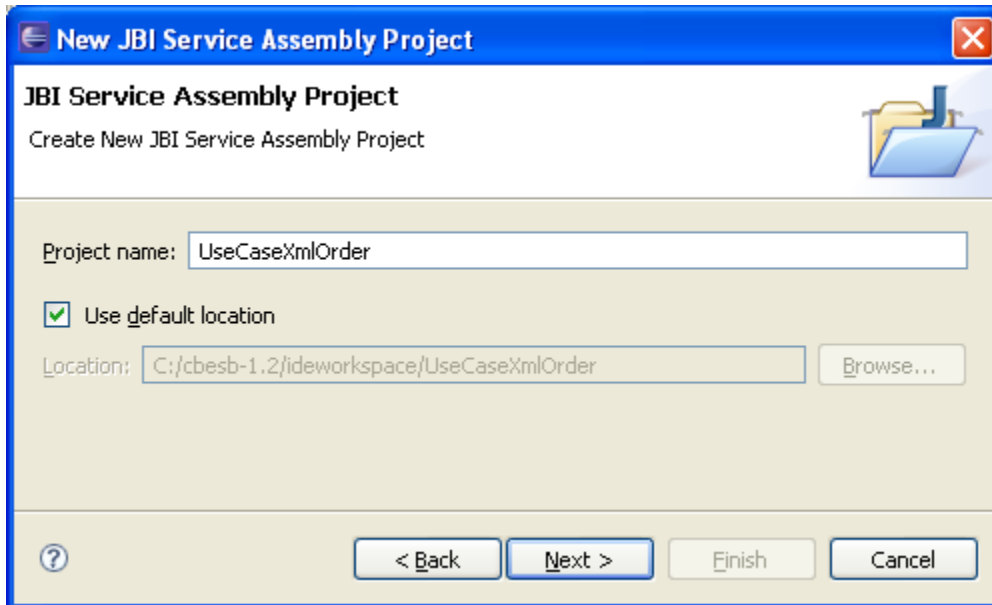 New JBI Service Assembly Project
JBI Service Assembly Project
Create New JBI Service Assembly Project
Project name: UseCaseXmlOrder
Use default location
Location: C:/cbesb-1.2/ideworkspace/UseCaseXmlOrder Browse...
? < Back Next > Finish Cancel